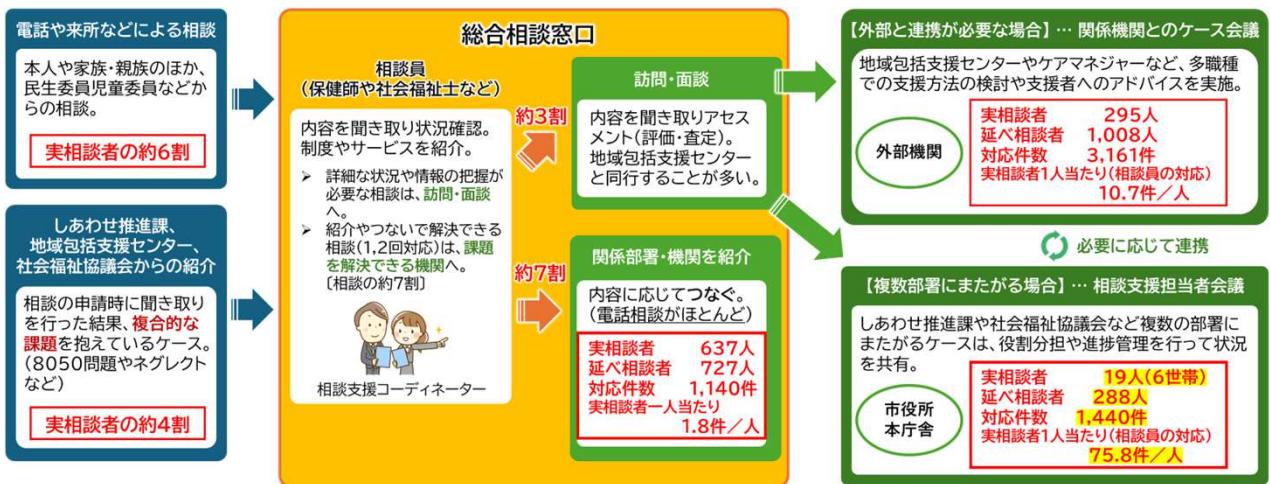 電話や来所などによる相談
本人や家族・親族のほか、
民生委員児童委員などか
らの相談。
実相談者の約6割
しあわせ推進課、
地域包括支援センター、
社会福祉協議会からの紹介
相談の申請時に聞き取り
を行った結果、複合的な
課題を抱えているケース。
(8050問題やネグレクト
など)
実相談者の約4割
総合相談窓口
相談員
(保健師や社会福祉士など)
内容を聞き取り状況確認。
制度やサービスを紹介。
➢ 詳細な状況や情報の把握が
必要な相談は、訪問・面談
へ。
➢ 紹介やつないで解決できる
相談(1,2回対応)は、課題
を解決できる機関へ。
〔相談の約7割〕
相談支援コーディネーター
約3割
約7割
訪問・面談
内容を聞き取りアセス
メント(評価・査定)。
地域包括支援センター
と同行することが多い。
関係部署・機関を紹介
内容に応じてつなぐ。
(電話相談がほとんど)
実相談者 637人
延べ相談者 727人
対応件数 1,140件
実相談者一人当たり
1.8件/人
【外部と連携が必要な場合】… 関係機関とのケース会議
地域包括支援センターやケアマネジャーなど、多職種
での支援方法の検討や支援者へのアドバイスを実施。
外部機関
実相談者 295人
延べ相談者 1,008人
対応件数 3,161件
実相談者1人当たり(相談員の対応)
10.7件/人
必要に応じて連携
【複数部署にまたがる場合】… 相談支援担当者会議
しあわせ推進課や社会福祉協議会など複数の部署に
またがるケースは、役割分担や進捗管理を行って状況
を共有。
市役所
本庁舎
実相談者 19人(6世帯)
延べ相談者 288人
対応件数 1,440件
実相談者1人当たり(相談員の対応)
75.8件/人